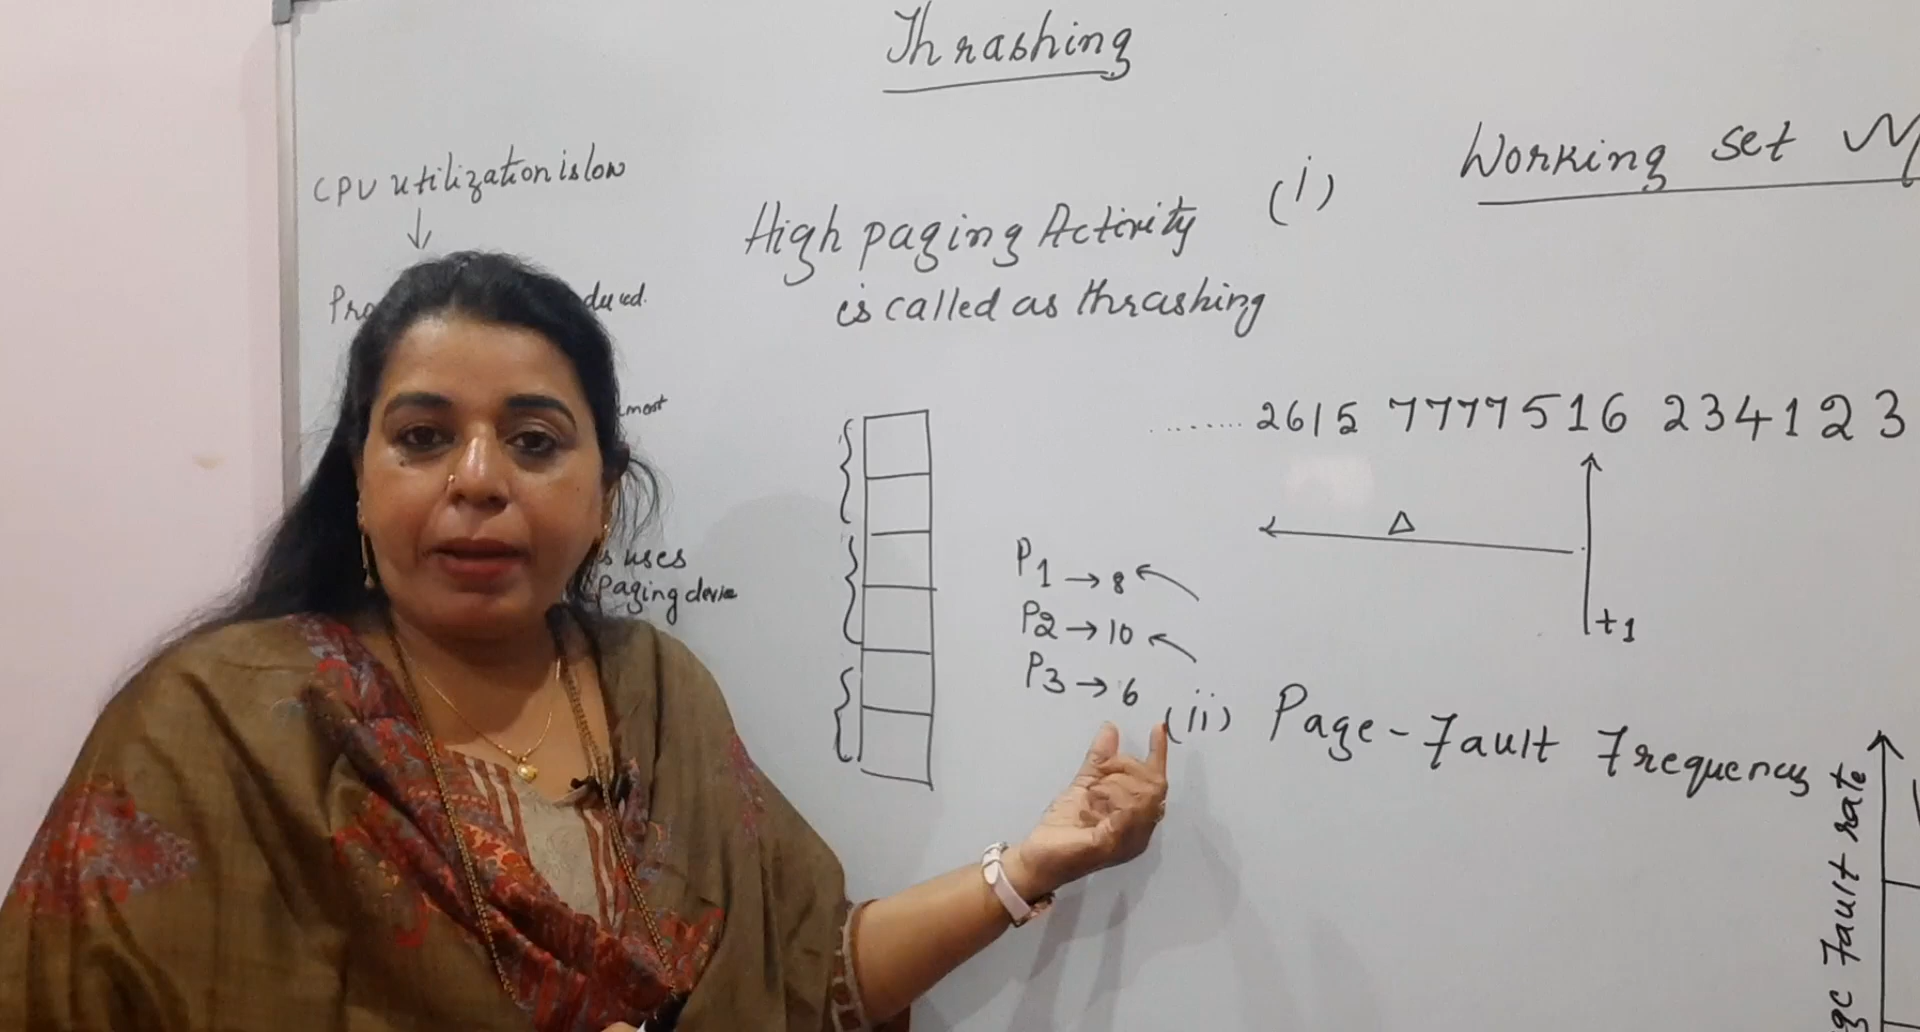 Thrashing
CPU utilization is low
↓
High paging Activity
is called as thrashing
most
uses
Paging device
P1 → 8
P2 → 10
P3 → 6
(i) Working set
........ 2615 7777516 234123
Δ
t1
(ii) Page-Fault Frequency
Fault rate